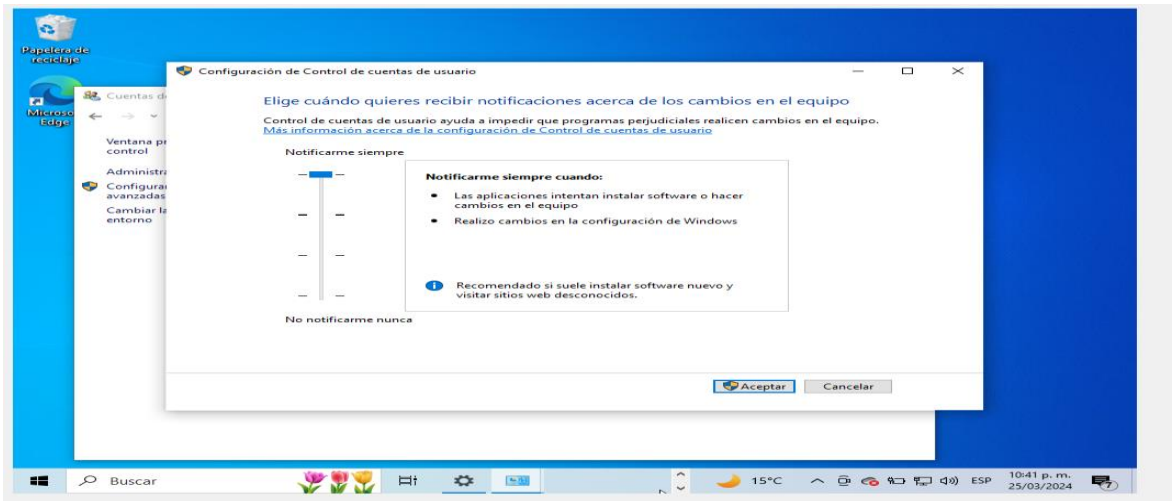 Papelera de
reciclaje
Microso
Edge
Configuración de Control de cuentas de usuario
Cuentas d
Ventana p
control
Administra
Configura
avanzadas
Cambiar la
entorno
Elige cuándo quieres recibir notificaciones acerca de los cambios en el equipo
Control de cuentas de usuario ayuda a impedir que programas perjudiciales realicen cambios en el equipo.
Más información acerca de la configuración de Control de cuentas de usuario
Notificarme siempre
Notificarme siempre cuando:
• Las aplicaciones intentan instalar software o hacer
cambios en el equipo
• Realizo cambios en la configuración de Windows
Recomendado si suele instalar software nuevo y
visitar sitios web desconocidos.
No notificarme nunca
Aceptar Cancelar
Buscar
15°C
ESP
10:41 p. m.
25/03/2024
7